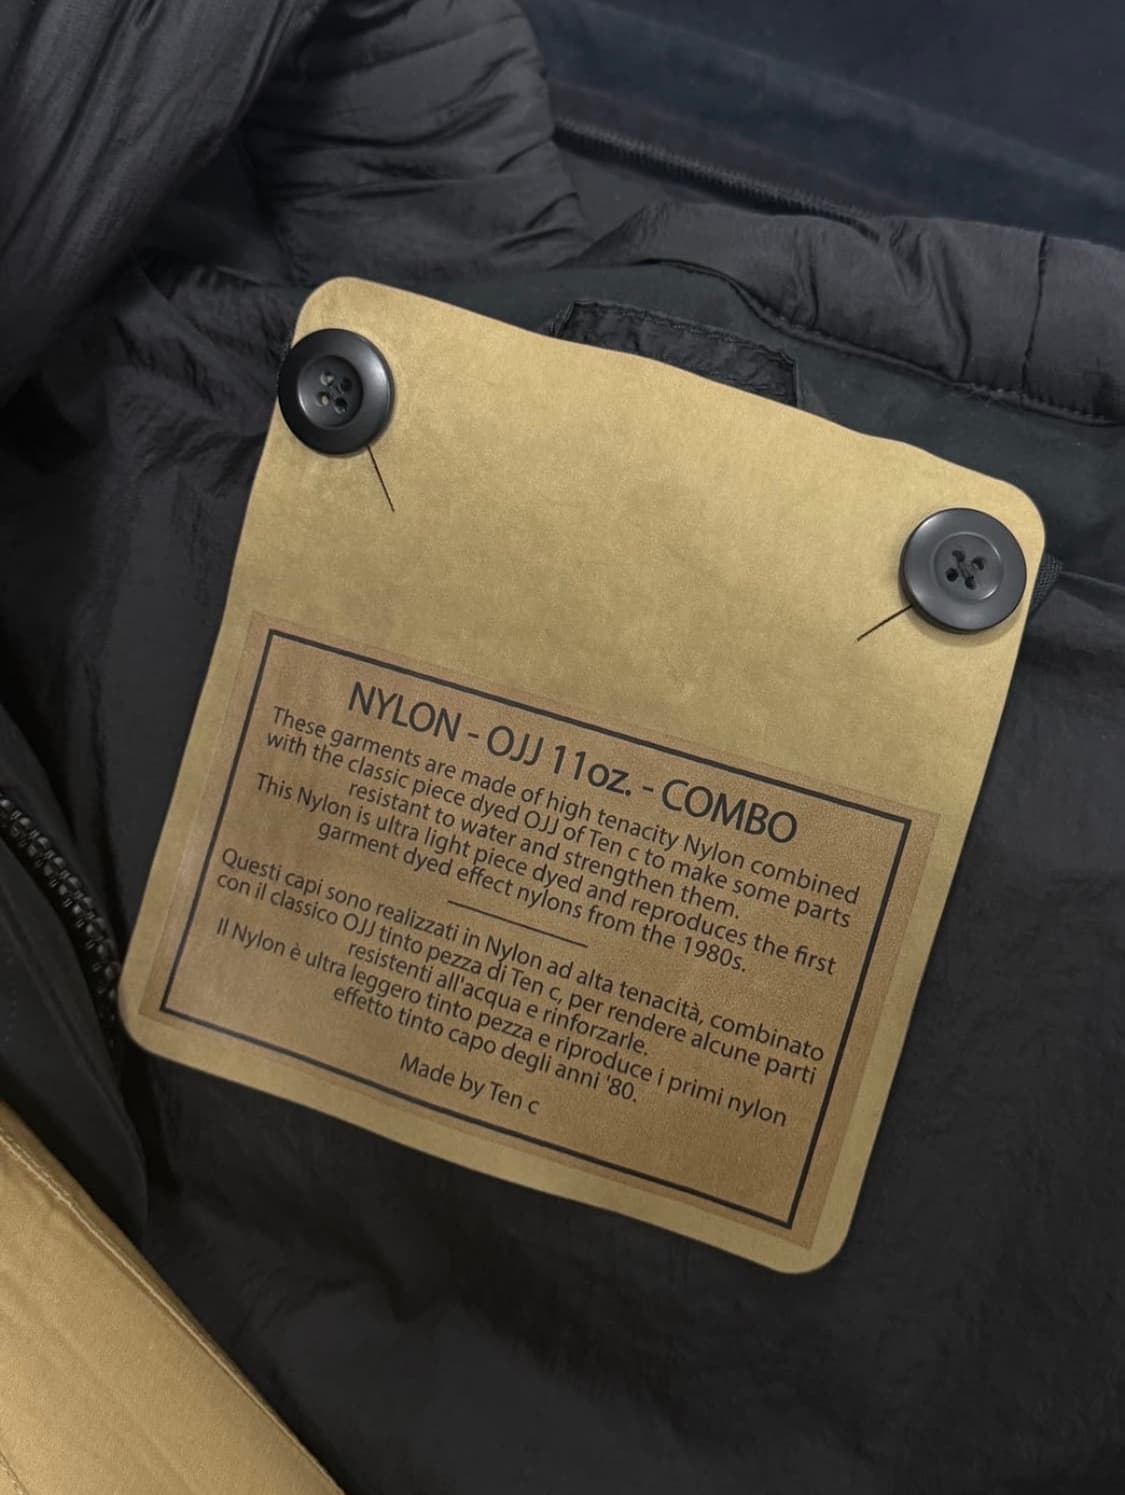 NYLON - OJJ 11oz. - COMBO
These garments are made of high tenacity Nylon combined
with the classic piece dyed OJJ of Ten c to make some parts
resistant to water and strengthen them.
This Nylon is ultra light piece dyed and reproduces the first
garment dyed effect nylons from the 1980s.
Questi capi sono realizzati in Nylon ad alta tenacità, combinato
con il classico OJJ tinto pezza di Ten c, per rendere alcune parti
resistenti all'acqua e rinforzarle.
Il Nylon è ultra leggero tinto pezza e riproduce i primi nylon
effetto tinto capo degli anni '80.
Made by Ten c